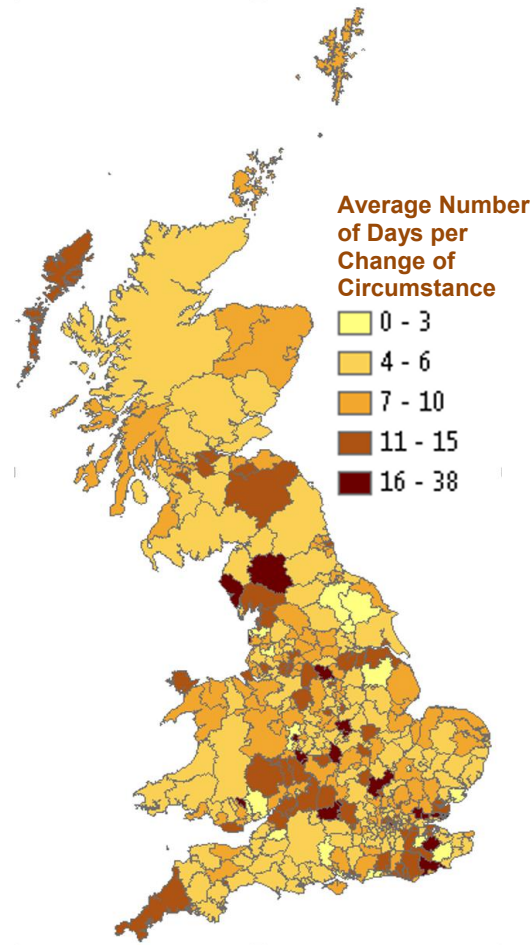 Average Number
of Days per
Change of
Circumstance
0 - 3
4 - 6
7 - 10
11 - 15
16 - 38